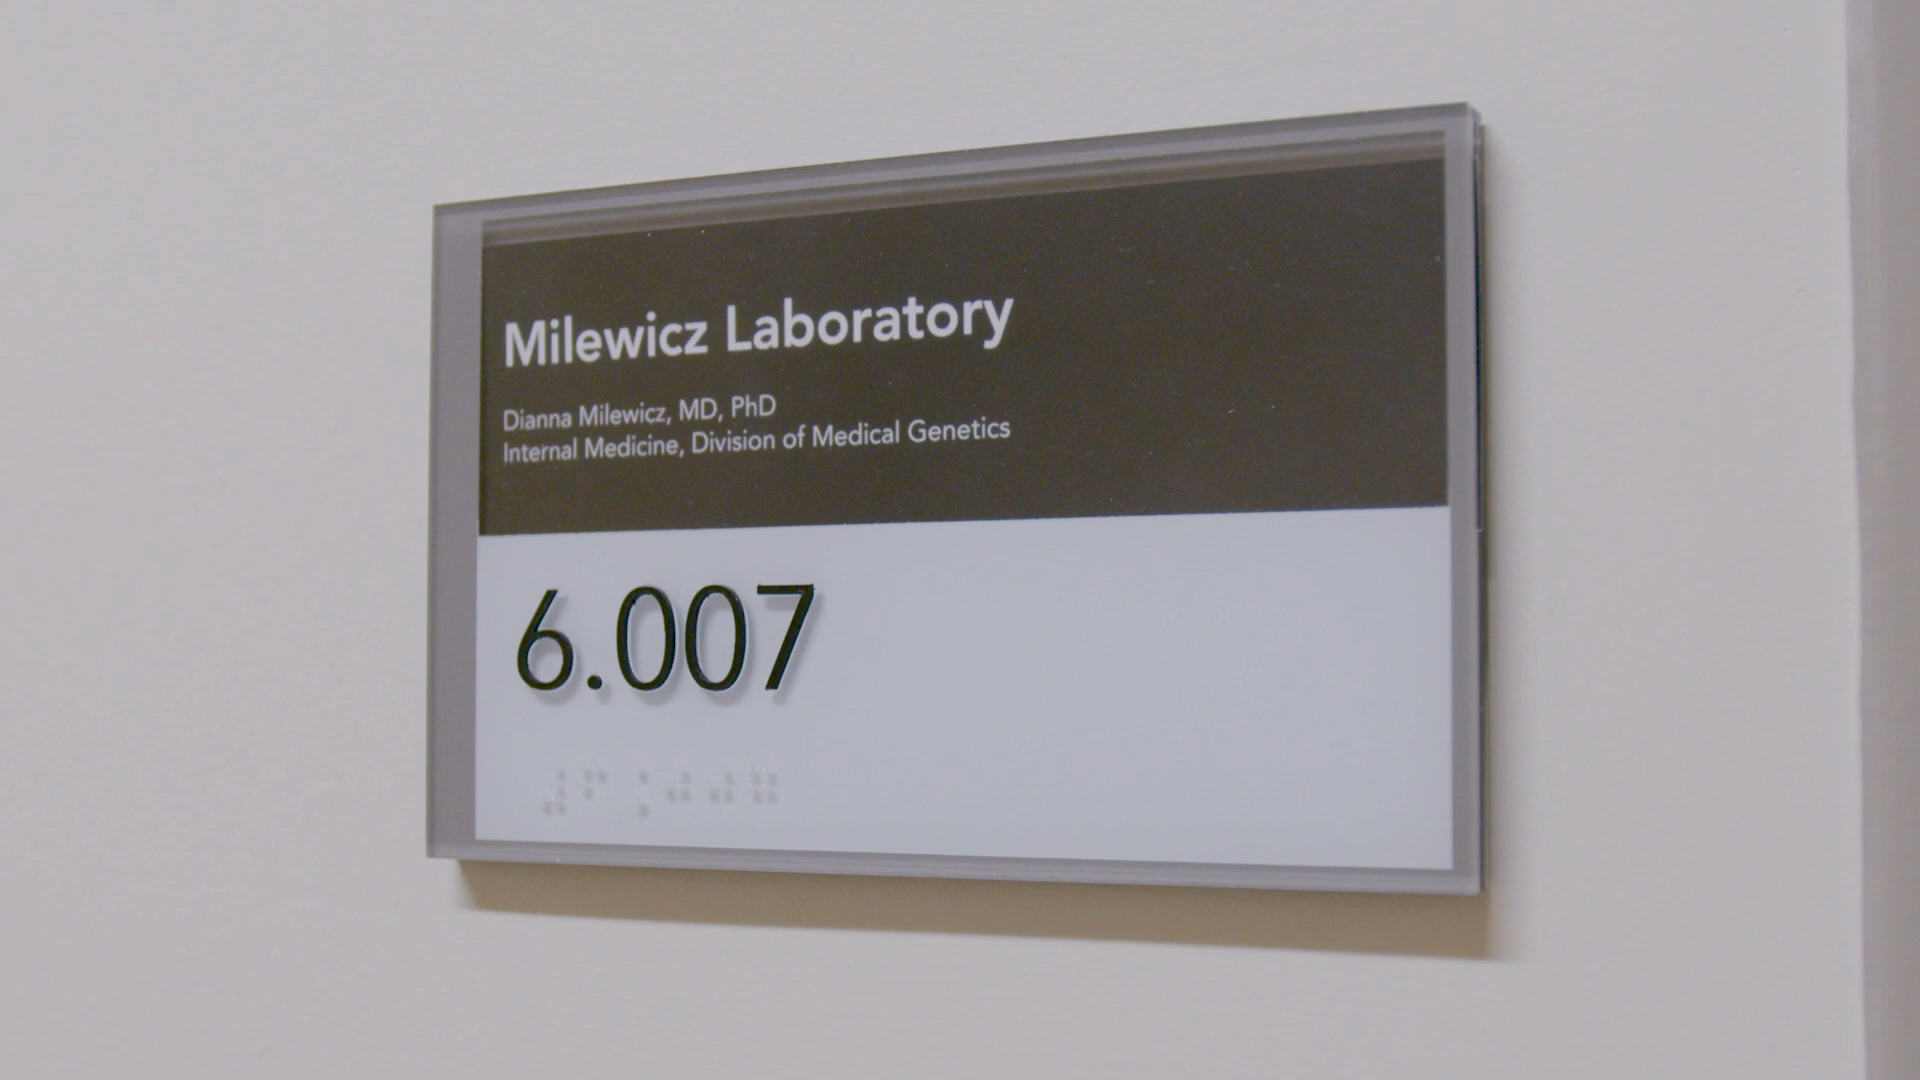 Milewicz Laboratory
Dianna Milewicz, MD, PhD
Internal Medicine, Division of Medical Genetics
6.007
⠼⠋⠨⠚⠚⠛